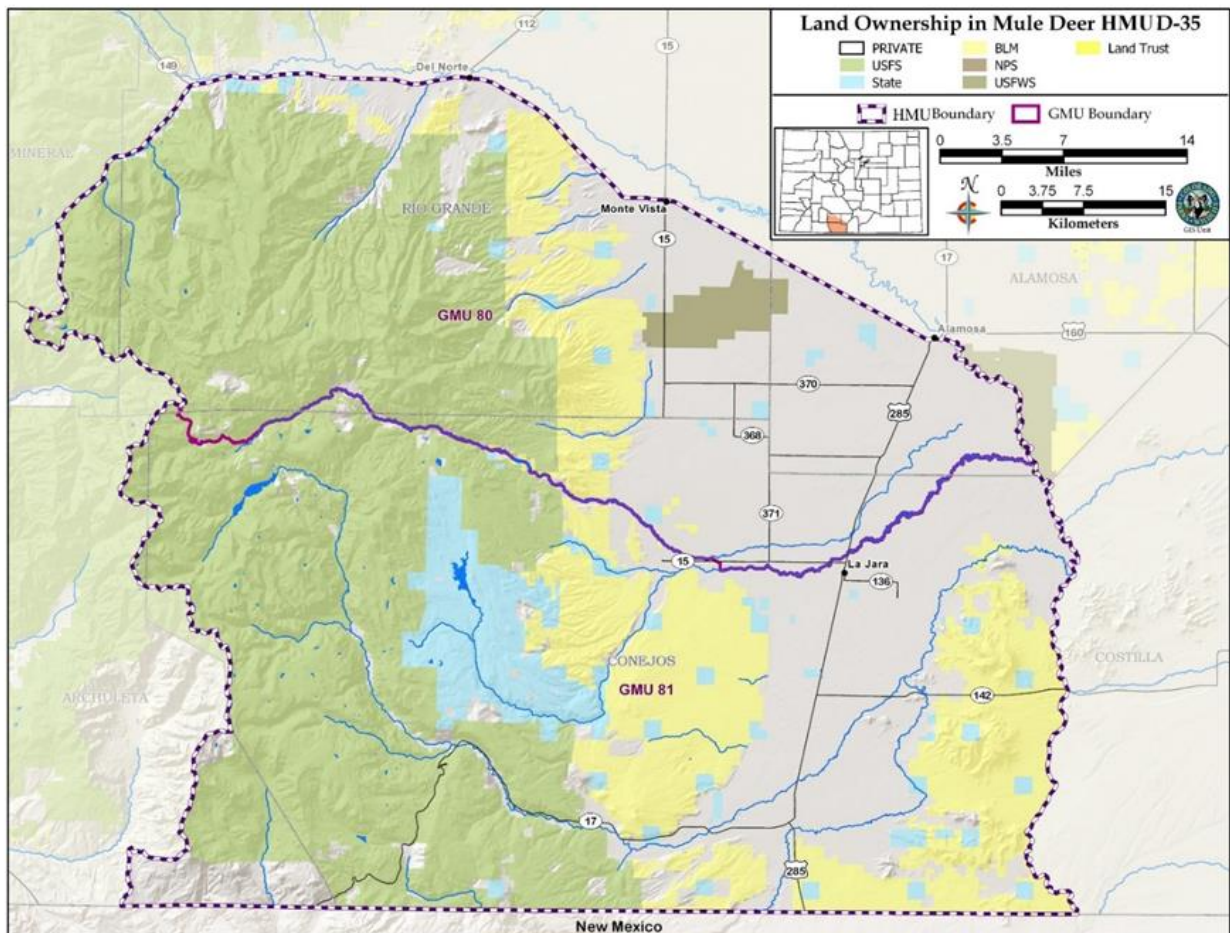 Land Ownership in Mule Deer HMU D-35
PRIVATE
BLM
Land Trust
USFS
NPS
State
USFWS
HMU Boundary
GMU Boundary
0 3.5 7 14
Miles
0 3.75 7.5 15
Kilometers
N
GIS Unit
112
15
149
Del Norte
MINERAL
RIO GRANDE
Monte Vista
15
17
ALAMOSA
GMU 80
Alamosa
160
370
285
368
371
15
La Jara
136
CONEJOS
GMU 81
COSTILLA
ARCHULETA
142
17
285
New Mexico